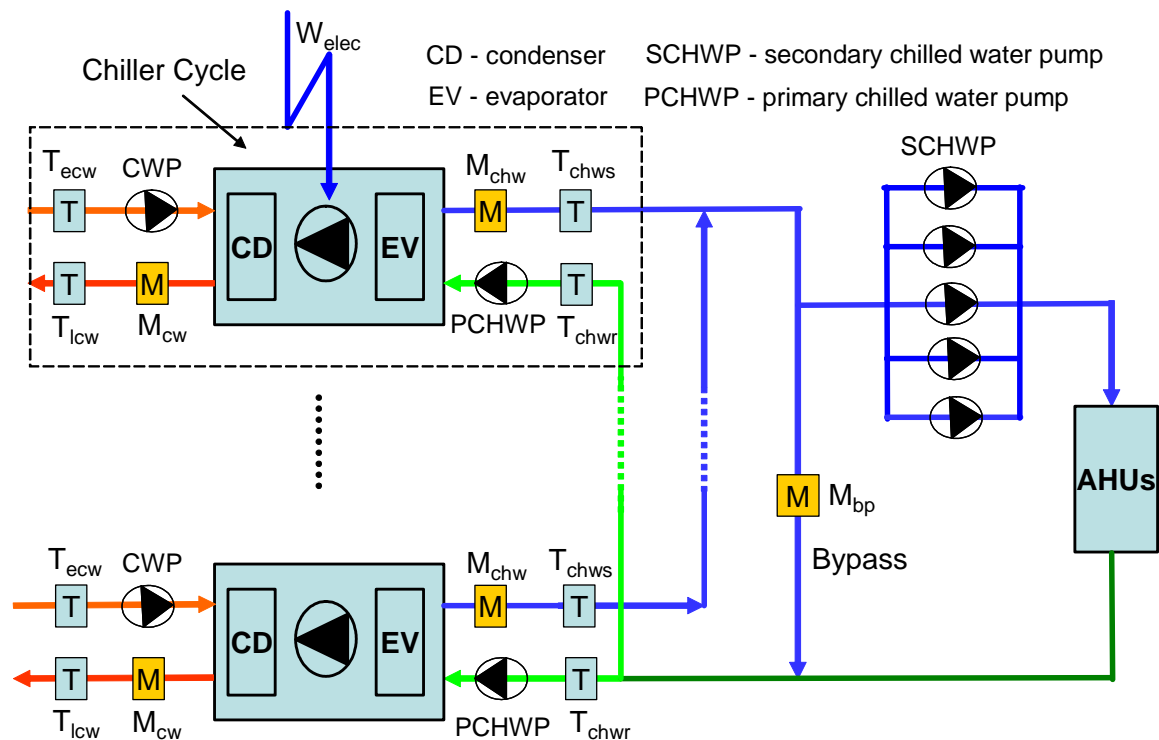 W_elec
CD - condenser
SCHWP - secondary chilled water pump
Chiller Cycle
EV - evaporator
PCHWP - primary chilled water pump
SCHWP
T_ecw
CWP
M_chw
T_chws
T
M
T
CD
EV
T
M
T
T_lcw
M_cw
PCHWP
T_chwr
M
M_bp
AHUs
Bypass
T_ecw
CWP
M_chw
T_chws
T
M
T
CD
EV
T
M
T
T_lcw
M_cw
PCHWP
T_chwr